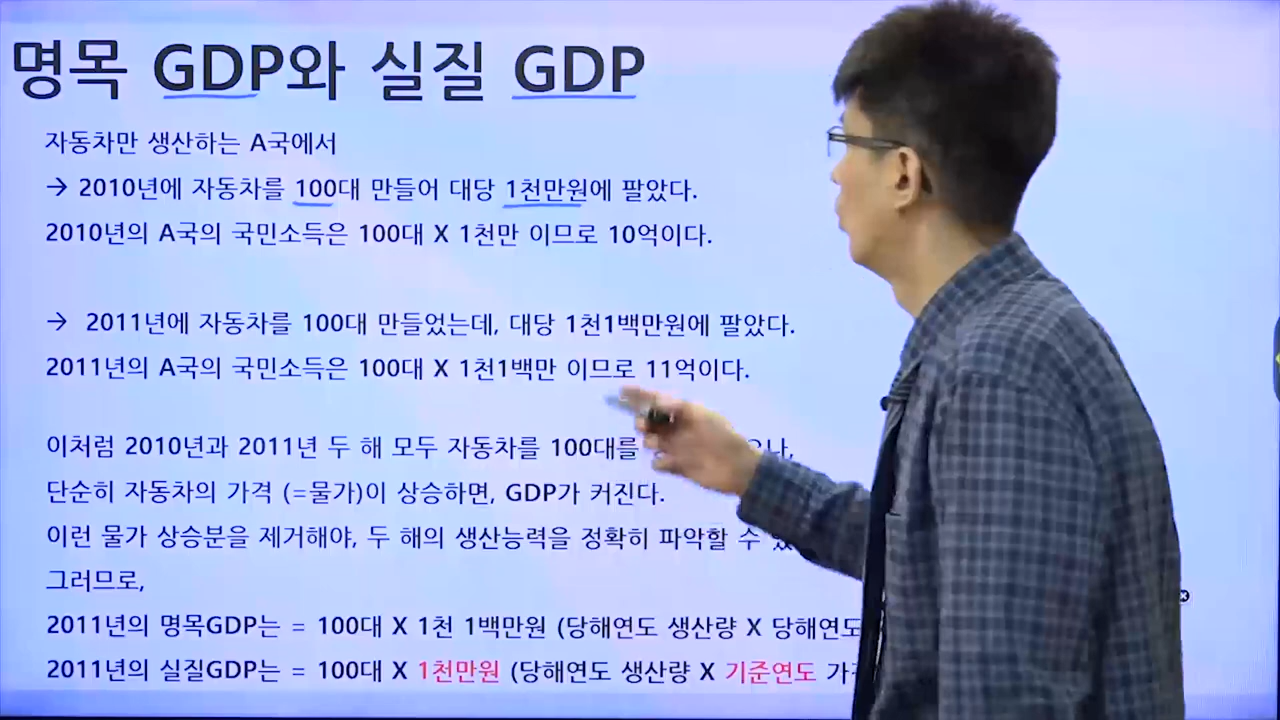 명목 GDP와 실질 GDP
자동차만 생산하는 A국에서
→ 2010년에 자동차를 100대 만들어 대당 1천만원에 팔았다.
2010년의 A국의 국민소득은 100대 X 1천만 이므로 10억이다.
→ 2011년에 자동차를 100대 만들었는데, 대당 1천1백만원에 팔았다.
2011년의 A국의 국민소득은 100대 X 1천1백만 이므로 11억이다.
이처럼 2010년과 2011년 두 해 모두 자동차를 100대를
단순히 자동차의 가격 (=물가)이 상승하면, GDP가 커진다.
이런 물가 상승분을 제거해야, 두 해의 생산능력을 정확히 파악할 수
그러므로,
2011년의 명목GDP는 = 100대 X 1천 1백만원 (당해연도 생산량 X 당해연도
2011년의 실질GDP는 = 100대 X 1천만원 (당해연도 생산량 X 기준연도